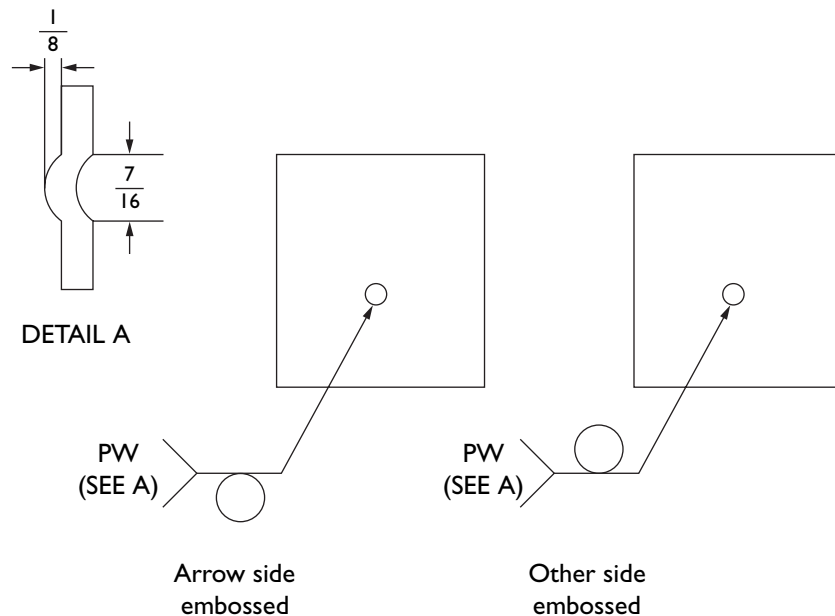 1
8
7
16
DETAIL A
PW
(SEE A)
PW
(SEE A)
Arrow side
embossed
Other side
embossed